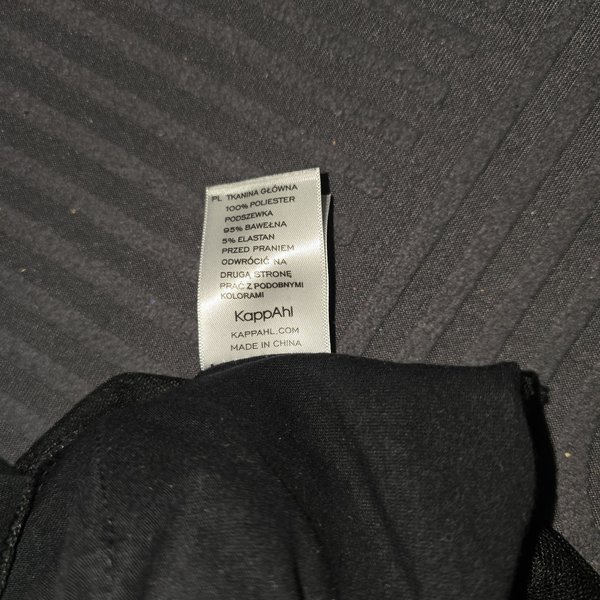 PL TKANINA GŁÓWNA
100% POLIESTER
PODSZEWKA
95% BAWEŁNA
5% ELASTAN
PRZED PRANIEM
ODWRÓCIĆ NA
DRUGĄ STRONĘ
PRAĆ Z PODOBNYMI
KOLORAMI
KappAhl
KAPPAHL.COM
MADE IN CHINA